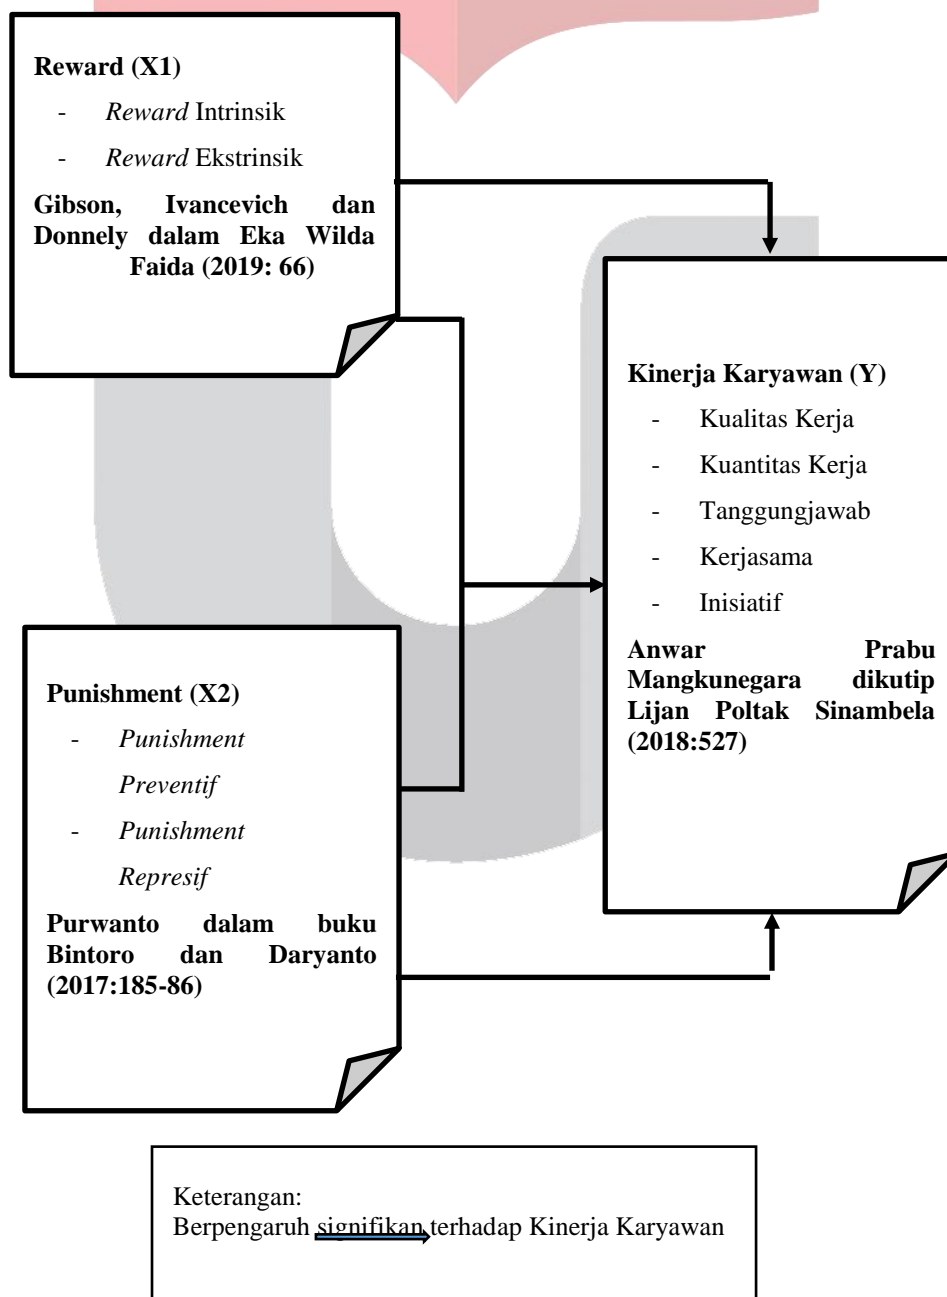 Reward (X1)
- Reward Intrinsik
- Reward Ekstrinsik
Gibson, Ivancevich dan
Donnely dalam Eka Wilda
Faida (2019: 66)
Kinerja Karyawan (Y)
- Kualitas Kerja
- Kuantitas Kerja
- Tanggungjawab
- Kerjasama
- Inisiatif
Anwar Prabu
Mangkunegara dikutip
Lijan Poltak Sinambela
(2018:527)
Punishment (X2)
- Punishment
Preventif
- Punishment
Represif
Purwanto dalam buku
Bintoro dan Daryanto
(2017:185-86)
Keterangan:
Berpengaruh signifikan terhadap Kinerja Karyawan